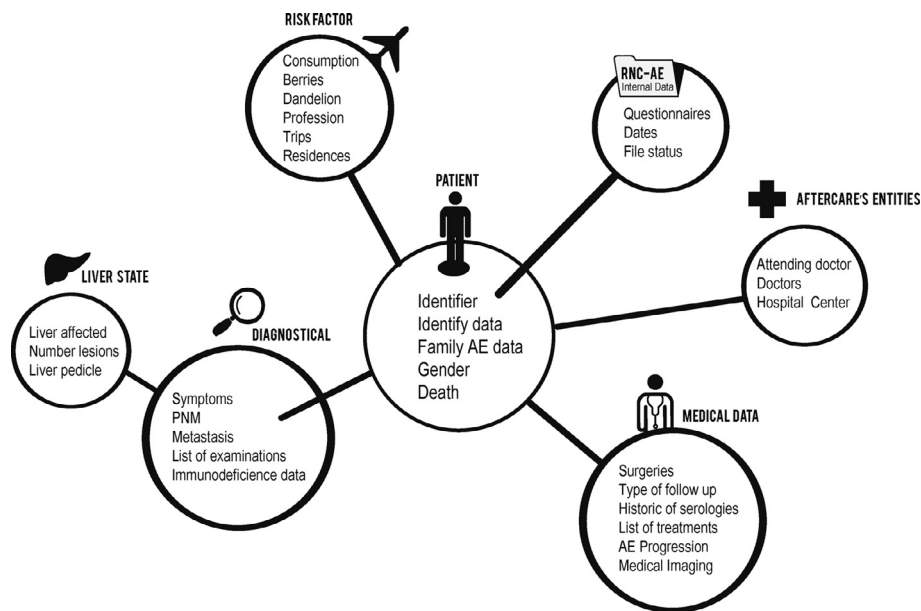 RISK FACTOR
Consumption
Berries
Dandelion
Profession
Trips
Residences
RNC-AE
Internal Data
Questionnaires
Dates
File status
PATIENT
Identifier
Identify data
Family AE data
Gender
Death
AFTERCARE'S ENTITIES
Attending doctor
Doctors
Hospital Center
LIVER STATE
Liver affected
Number lesions
Liver pedicle
DIAGNOSTICAL
Symptoms
PNM
Metastasis
List of examinations
Immunodeficience data
MEDICAL DATA
Surgeries
Type of follow up
Historic of serologies
List of treatments
AE Progression
Medical Imaging